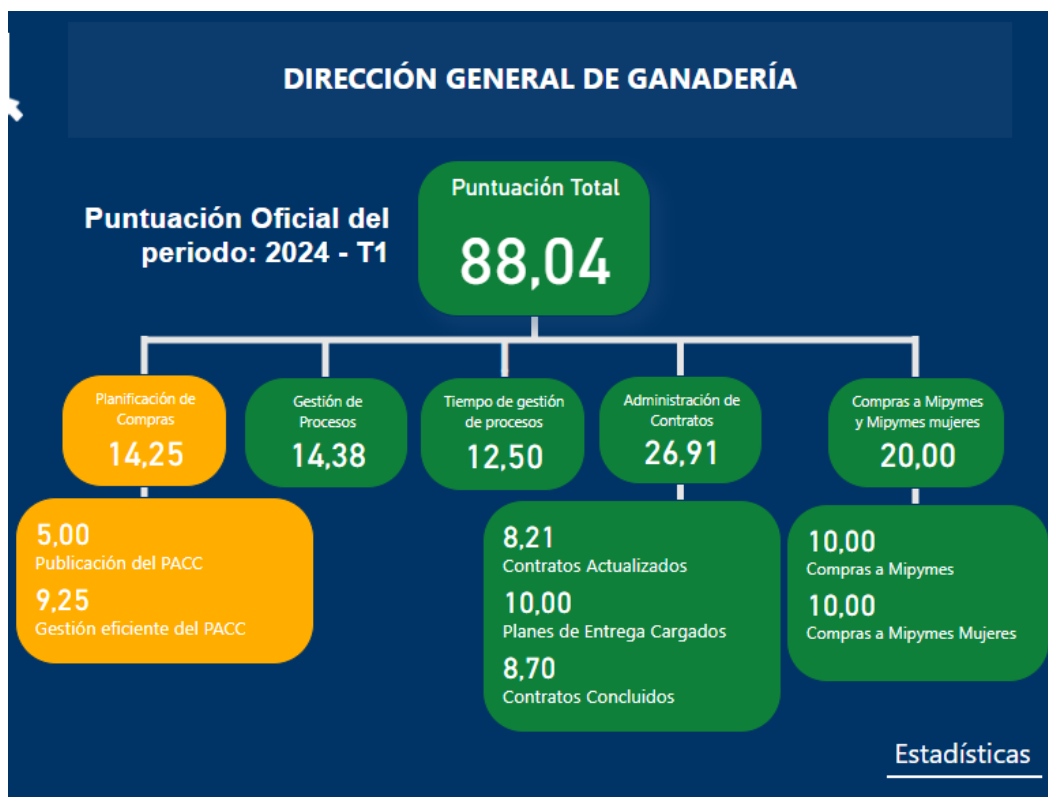 DIRECCIÓN GENERAL DE GANADERÍA
Puntuación Oficial del
periodo: 2024 - T1
Puntuación Total
88,04
Planificación de
Compras
14,25
Gestión de
Procesos
14,38
Tiempo de gestión
de procesos
12,50
Administración de
Contratos
26,91
Compras a Mipymes
y Mipymes mujeres
20,00
5,00
Publicación del PACC
9,25
Gestión eficiente del PACC
8,21
Contratos Actualizados
10,00
Planes de Entrega Cargados
8,70
Contratos Concluidos
10,00
Compras a Mipymes
10,00
Compras a Mipymes Mujeres
Estadísticas